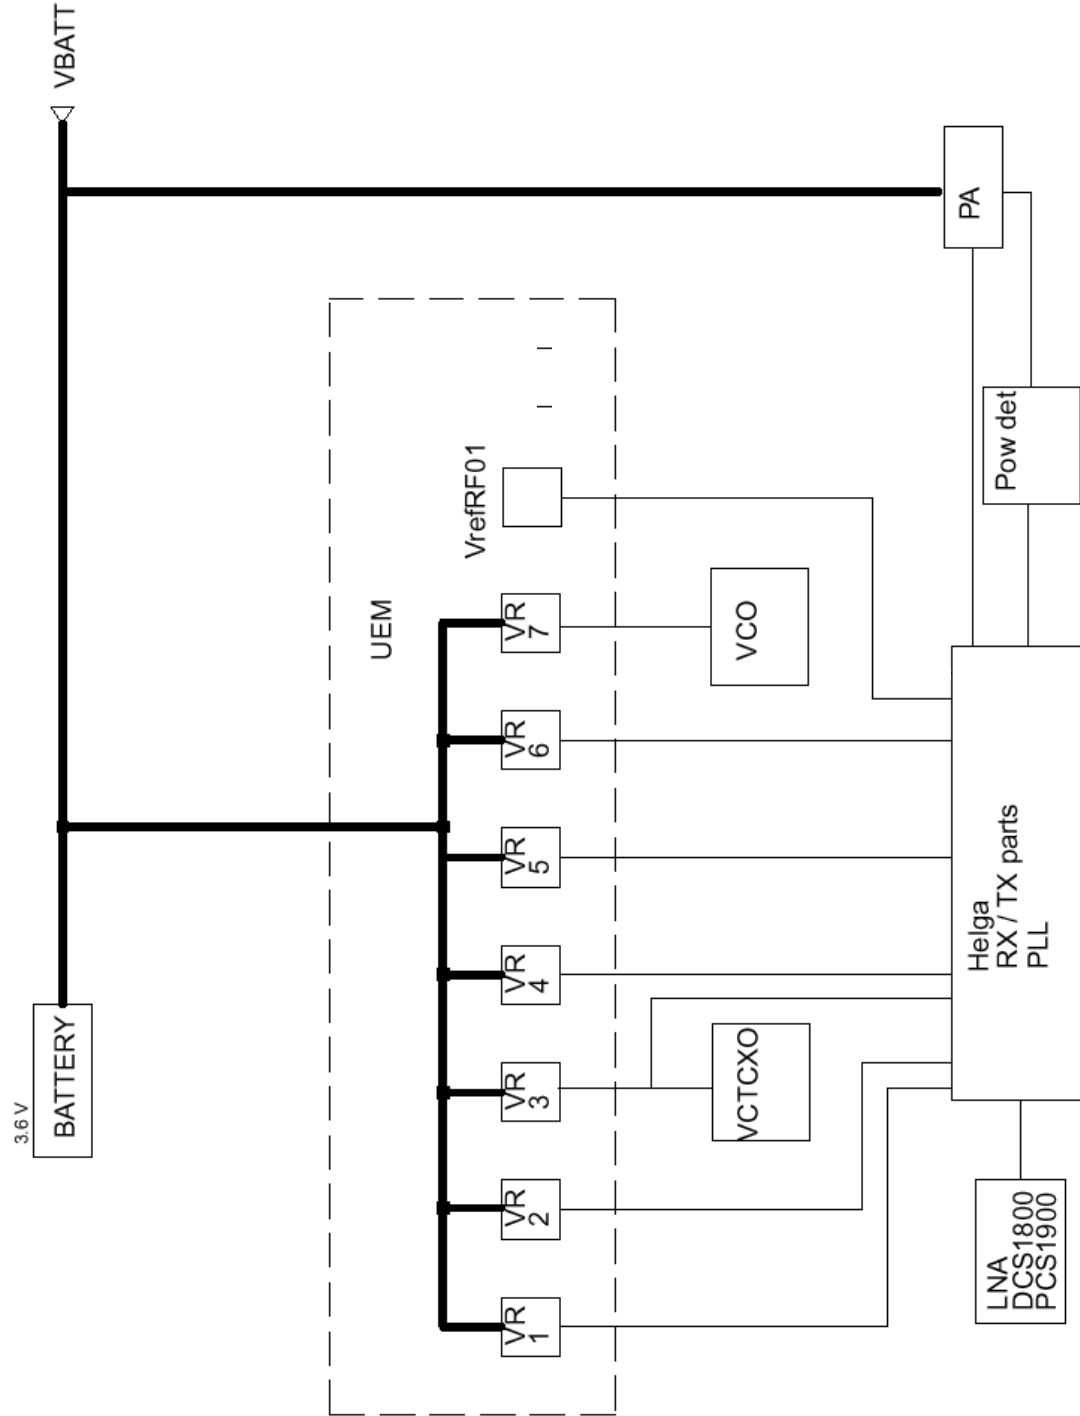 VBATT
3.6 V
BATTERY
UEM
VR
1
VR
2
VR
3
VR
4
VR
5
VR
6
VR
7
VrefRF01
VCTCXO
VCO
PA
Pow det
Helga
RX / TX parts
PLL
LNA
DCS1800
PCS1900